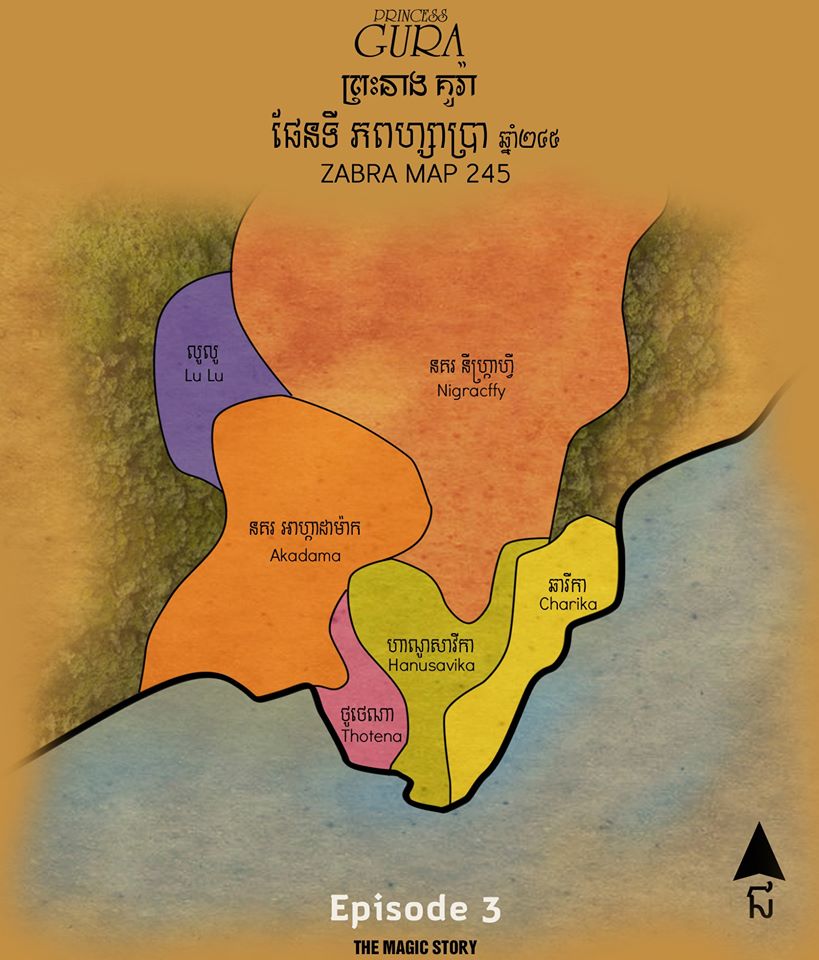 PRINCESS
GURA
ព្រះនាង គូរ៉ា
ផែនទី ភពហ្សាប្រា ឆ្នាំ២៤៥
ZABRA MAP 245
លូលូ
Lu Lu
នគរ នីហ្ក្រាហ្វ៊ី
Nigracffy
នគរ អាហ្កាដាម៉ាក
Akadama
ឆារីកា
Charika
ហាណូសាវីកា
Hanusavika
ថូថេណា
Thotena
ជ
Episode 3
THE MAGIC STORY